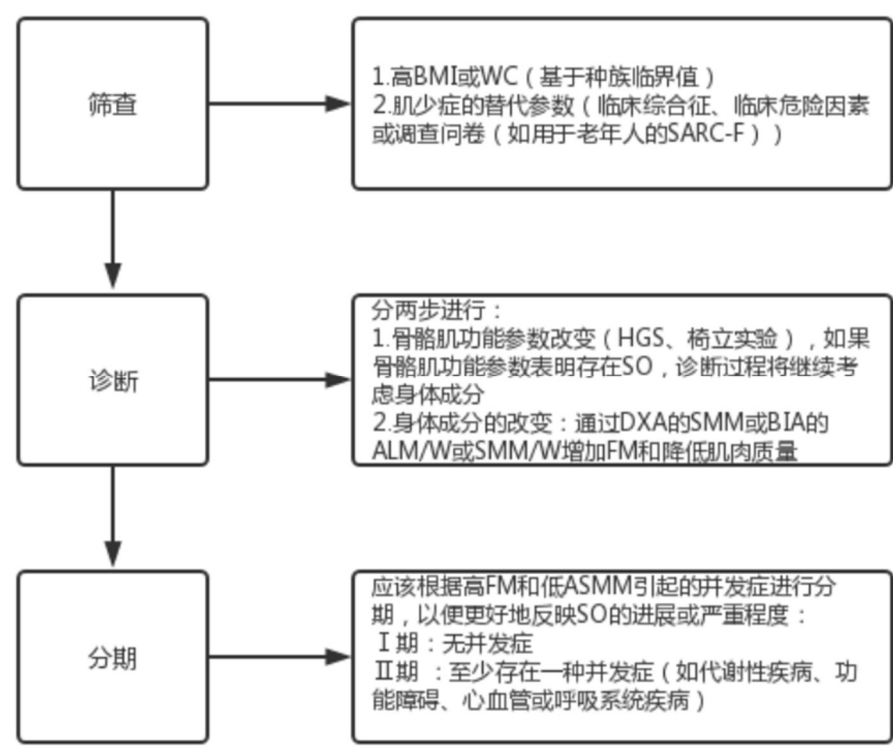 筛查
1.高BMI或WC（基于种族临界值）
2.肌少症的替代参数（临床综合征、临床危险因素
或调查问卷（如用于老年人的SARC-F））
诊断
分两步进行：
1.骨骼肌功能参数改变（HGS、椅立实验），如果
骨骼肌功能参数表明存在SO，诊断过程将继续考
虑身体成分
2.身体成分的改变：通过DXA的SMM或BIA的
ALM/W或SMM/W增加FM和降低肌肉质量
分期
应该根据高FM和低ASMM引起的并发症进行分
期，以便更好地反映SO的进展或严重程度：
Ⅰ期：无并发症
Ⅱ期 ：至少存在一种并发症（如代谢性疾病、功
能障碍、心血管或呼吸系统疾病）